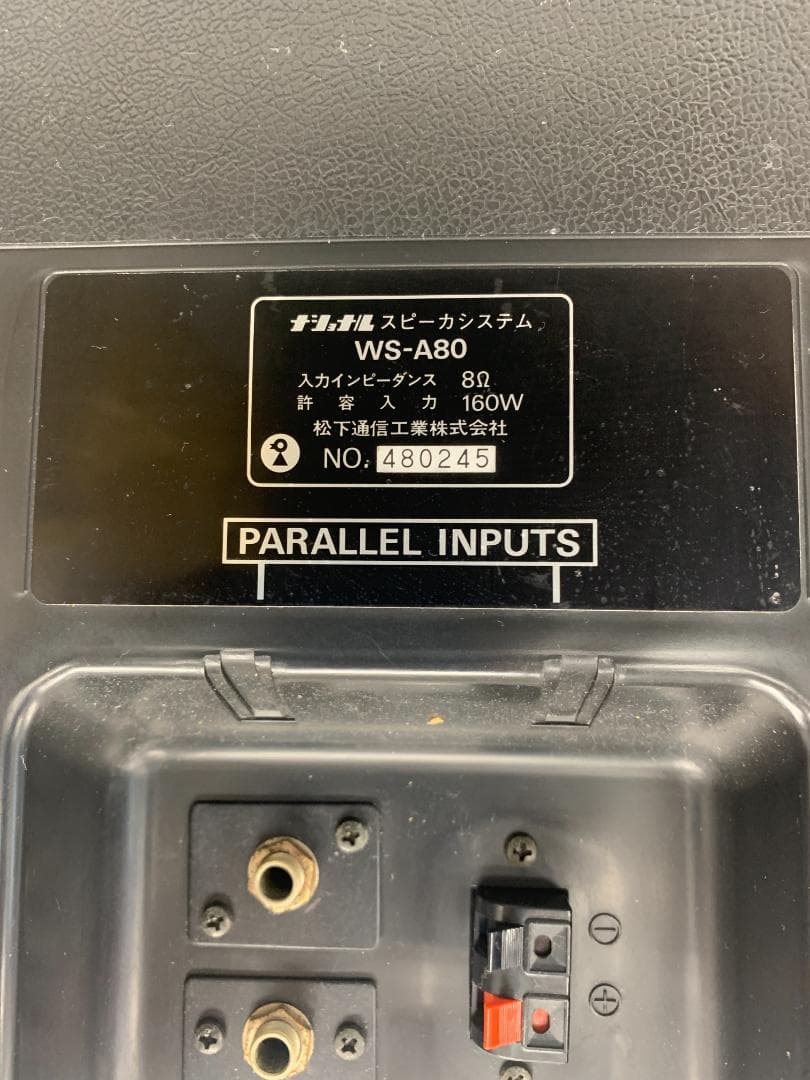 ナショナル スピーカシステム
WS-A80
入力インピーダンス 8Ω
許容入力 160W
松下通信工業株式会社
NO. 480245
PARALLEL INPUTS
⊖
⊕